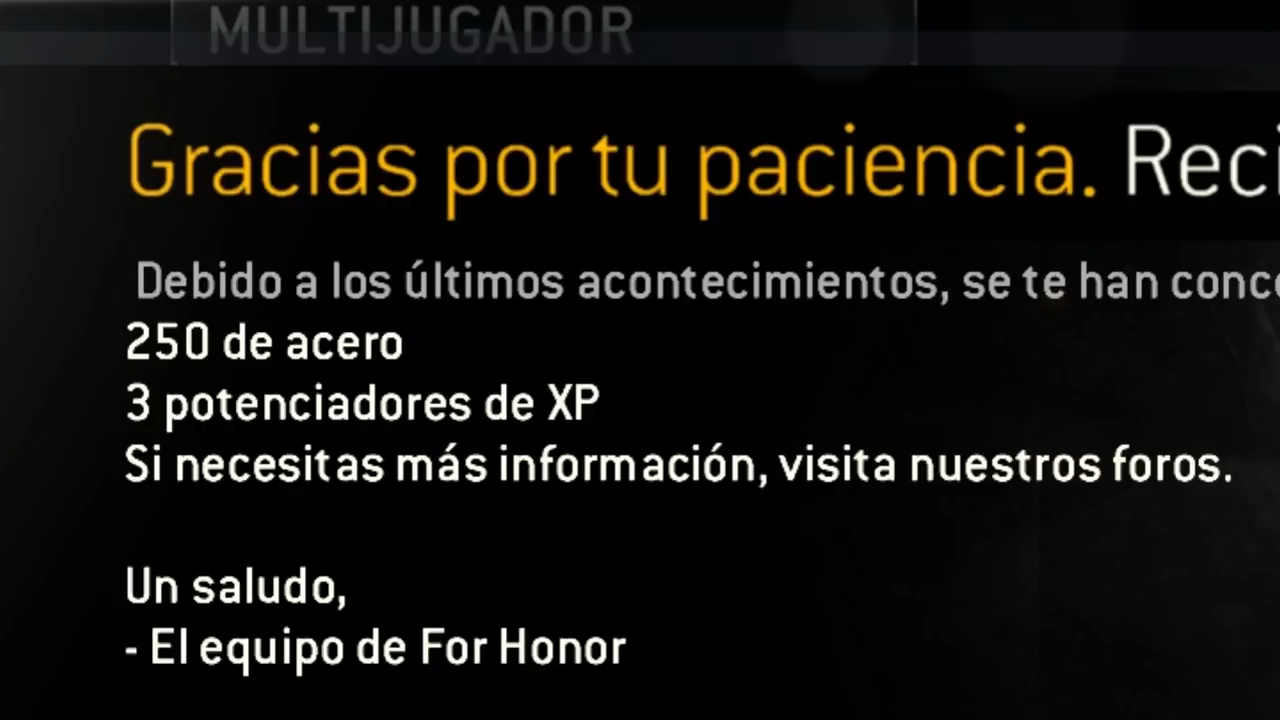 MULTIJUGADOR
Gracias por tu paciencia.
Debido a los últimos acontecimientos, se te han
250 de acero
3 potenciadores de XP
Si necesitas más información, visita nuestros foros.
Un saludo,
- El equipo de For Honor